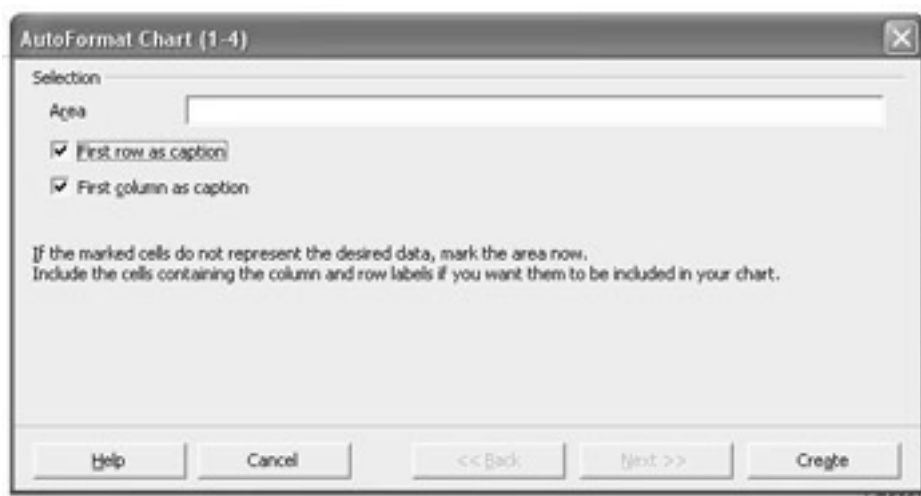 AutoFormat Chart (1-4)
Selection
Area
First row as caption
First column as caption
If the marked cells do not represent the desired data, mark the area now.
Include the cells containing the column and row labels if you want them to be included in your chart.
Help Cancel << Back Next >> Create